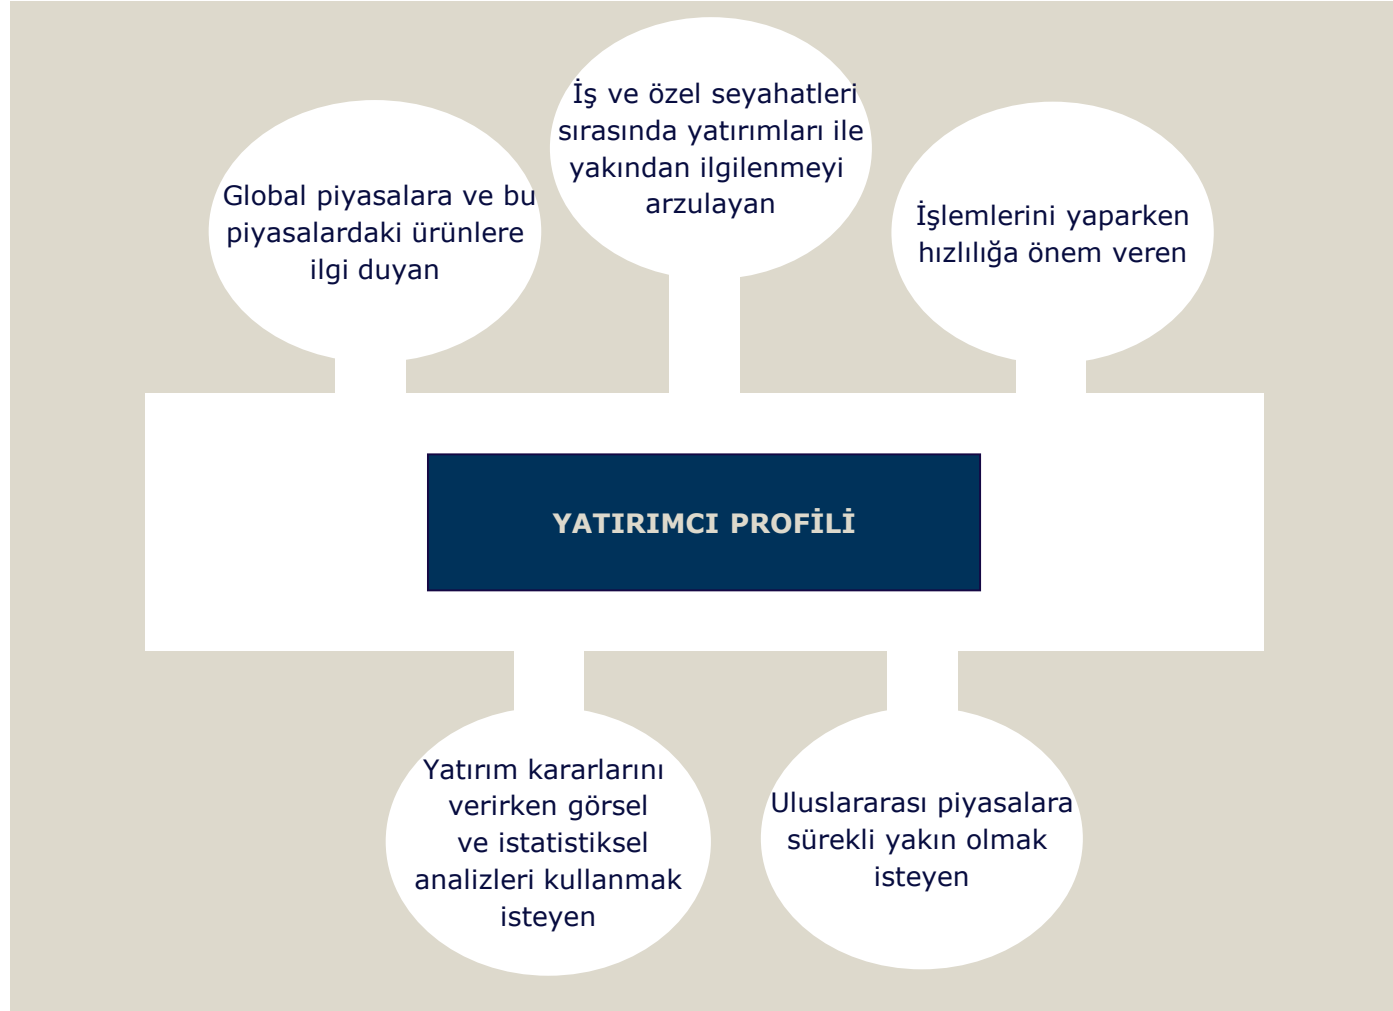 Global piyasalara ve bu
piyasalardaki ürünlere
ilgi duyan
İş ve özel seyahatleri
sırasında yatırımları ile
yakından ilgilenmeyi
arzulayan
İşlemlerini yaparken
hızlılığa önem veren
YATIRIMCI PROFİLİ
Yatırım kararlarını
verirken görsel
ve istatistiksel
analizleri kullanmak
isteyen
Uluslararası piyasalara
sürekli yakın olmak
isteyen